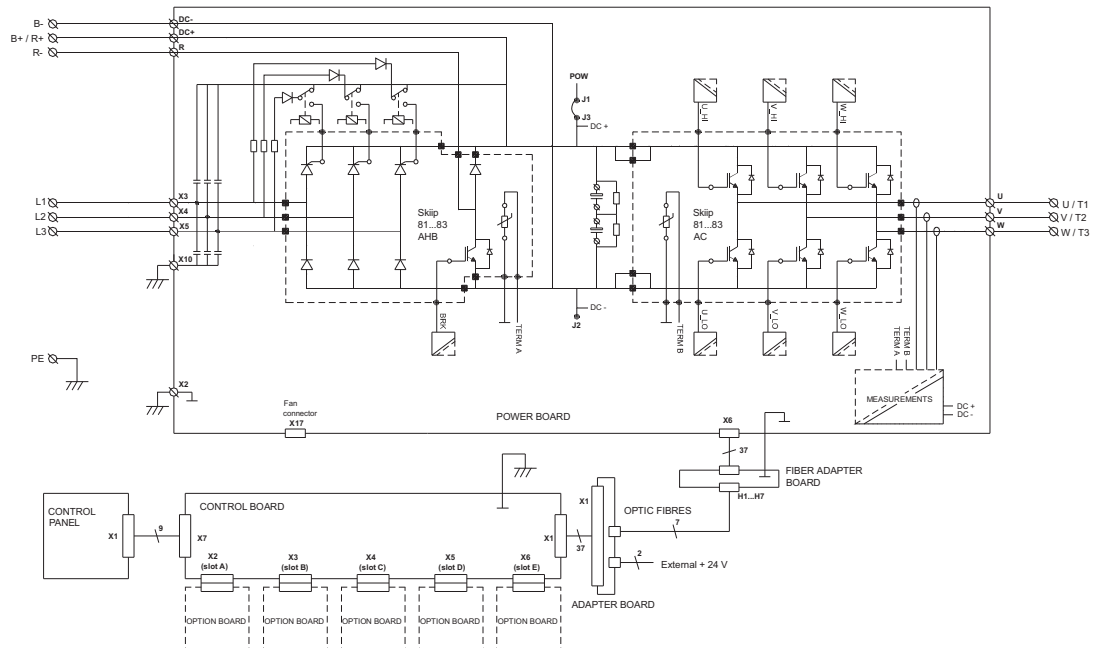 B-
DC-
B+ / R+
DC+
R-
R
POW
J1
J3
DC +
U_HI
V_HI
W_HI
L1
X3
L2
X4
L3
X5
X10
Skiip
81...83
AHB
Skiip
81...83
AC
U
U / T1
V
V / T2
W
W / T3
BRK
TERM A
J2
DC -
TERM B
U_LO
V_LO
W_LO
TERM B
TERM A
PE
X2
MEASUREMENTS
DC +
DC -
Fan
connector
X17
POWER BOARD
X6
37
FIBER ADAPTER
BOARD
H1...H7
CONTROL
PANEL
X1
9
X7
CONTROL BOARD
X1
37
X1
OPTIC FIBRES
7
2
External + 24 V
ADAPTER BOARD
X2
(slot A)
X3
(slot B)
X4
(slot C)
X5
(slot D)
X6
(slot E)
OPTION BOARD
OPTION BOARD
OPTION BOARD
OPTION BOARD
OPTION BOARD